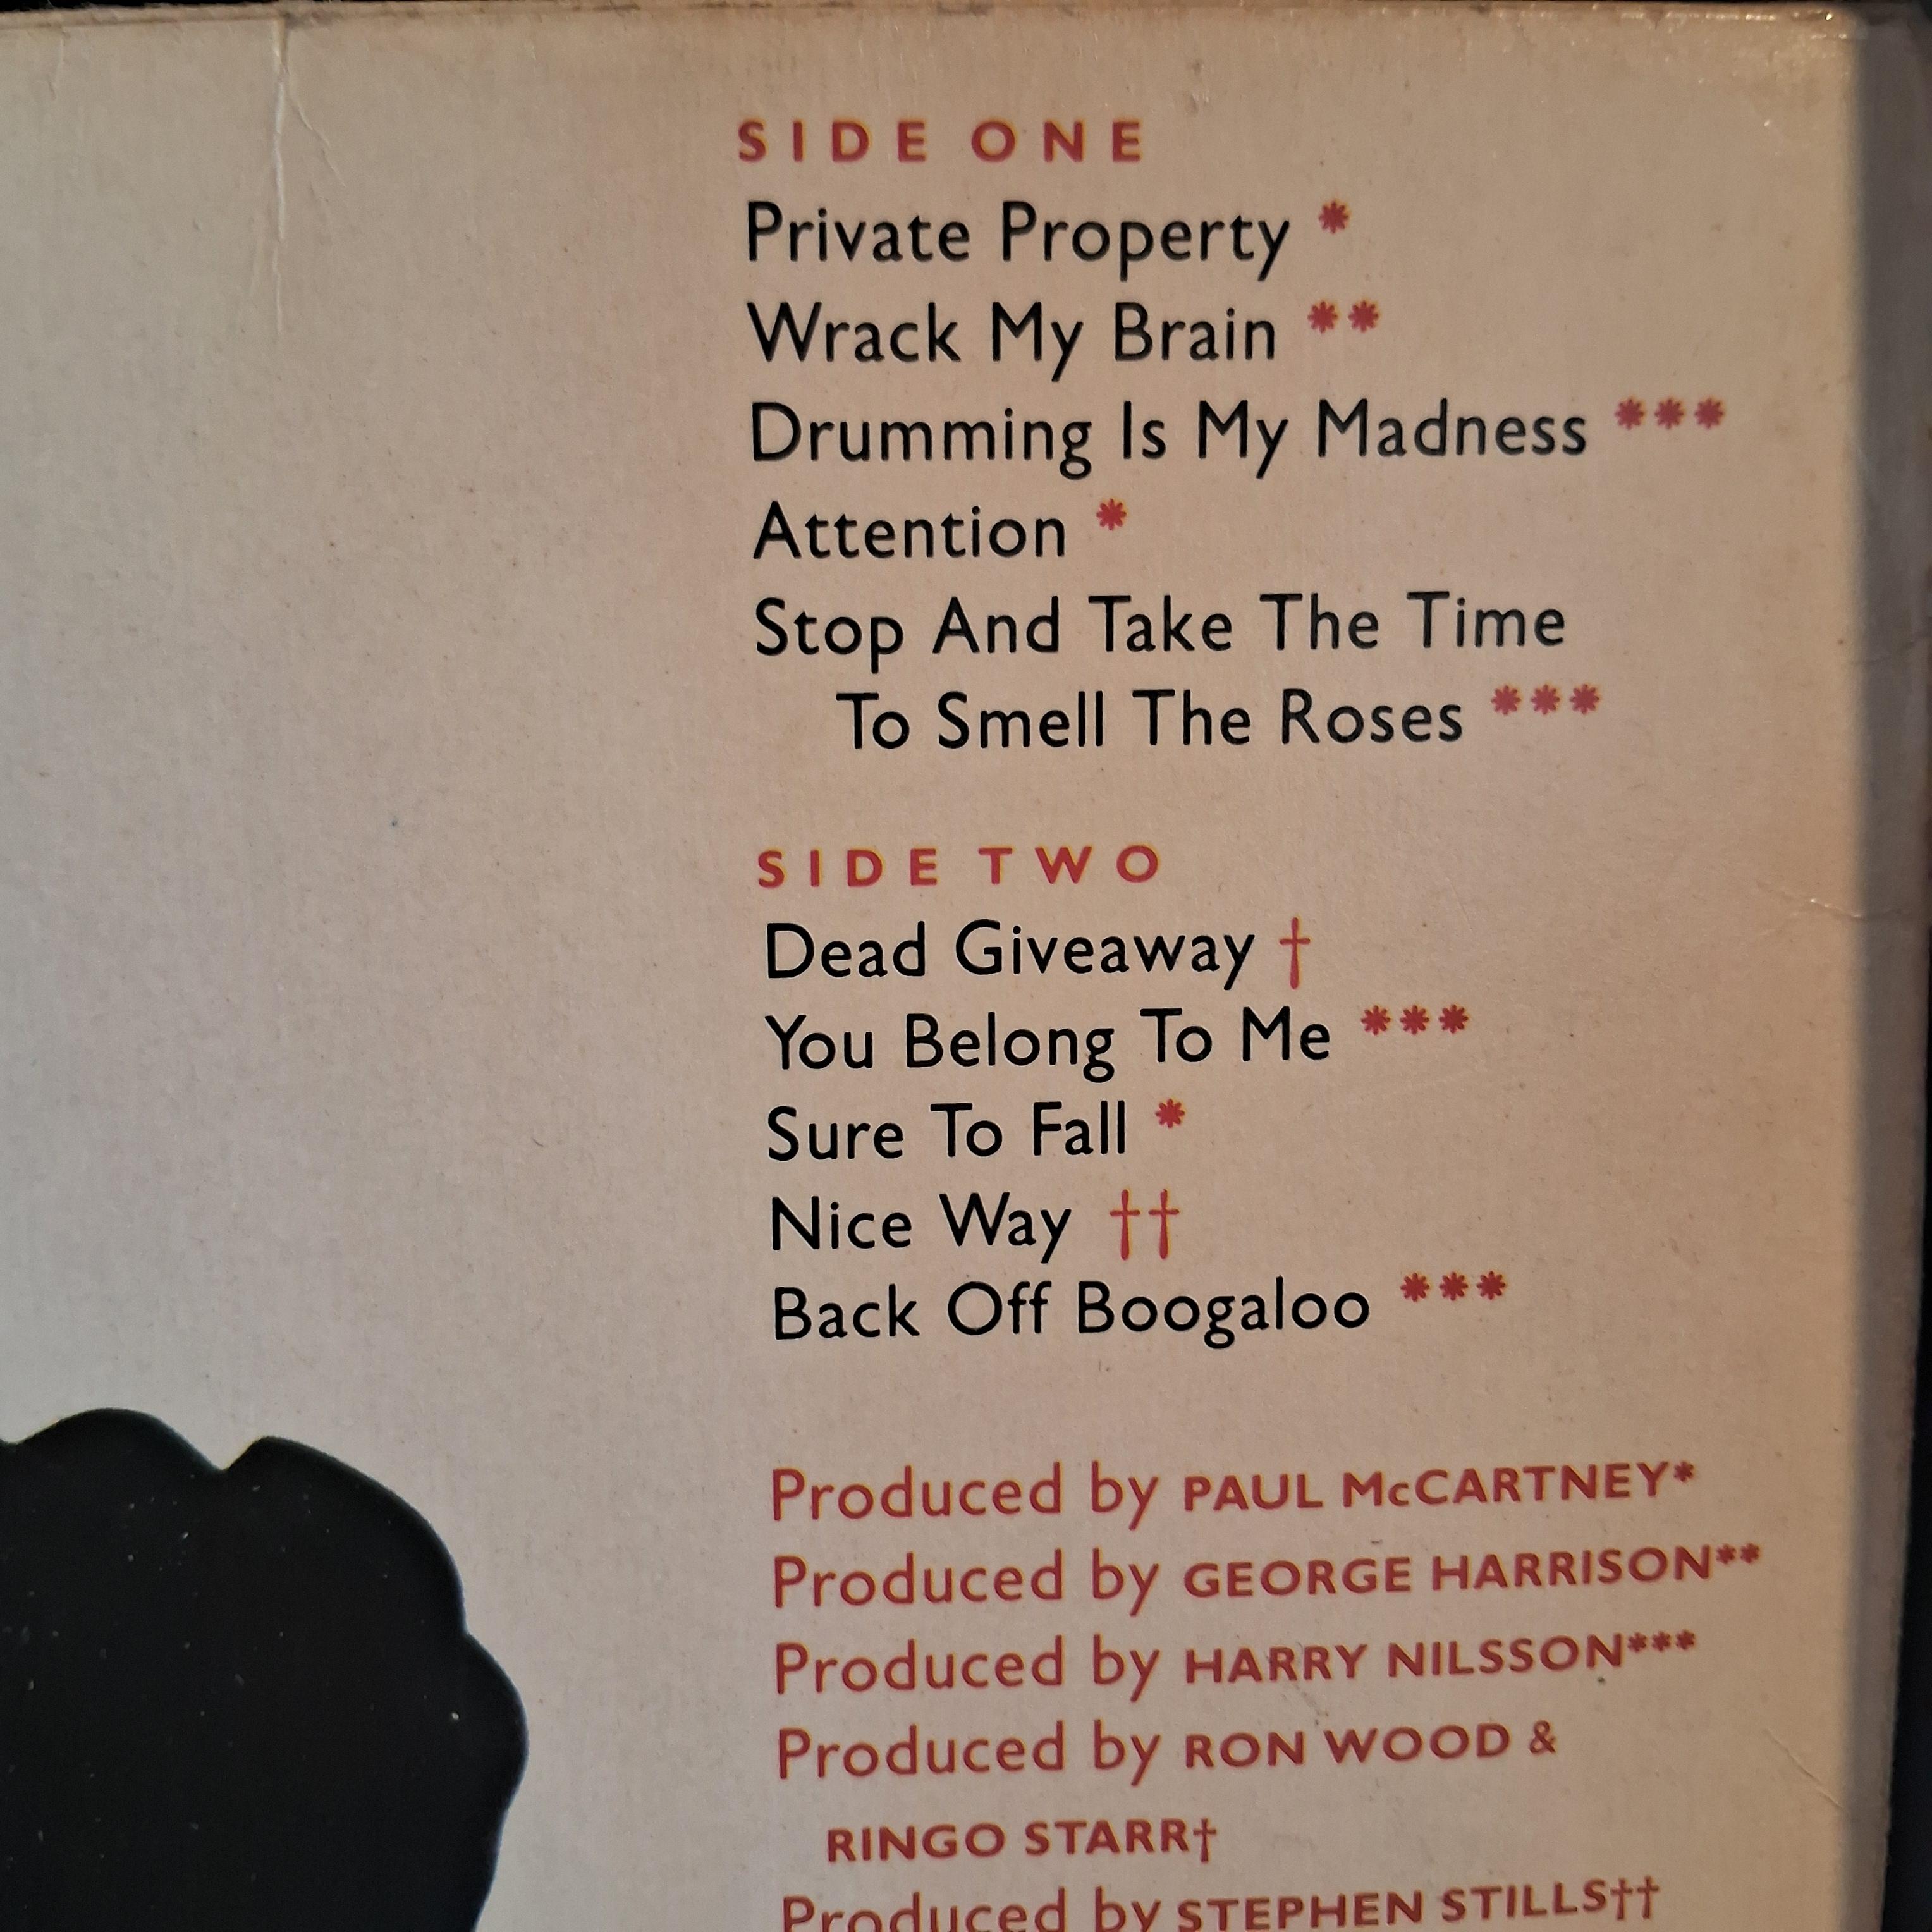 SIDE ONE
Private Property *
Wrack My Brain **
Drumming Is My Madness ***
Attention *
Stop And Take The Time
To Smell The Roses ***
SIDE TWO
Dead Giveaway †
You Belong To Me ***
Sure To Fall *
Nice Way ††
Back Off Boogaloo ***
Produced by PAUL McCARTNEY*
Produced by GEORGE HARRISON**
Produced by HARRY NILSSON***
Produced by RON WOOD &
RINGO STARR†
Produced by STEPHEN STILLS††